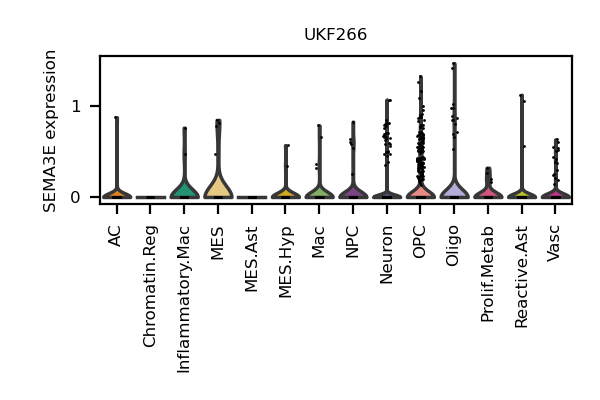 UKF266
SEMA3E expression
1
0
AC
Chromatin.Reg
Inflammatory.Mac
MES
MES.Ast
MES.Hyp
Mac
NPC
Neuron
OPC
Oligo
Prolif.Metab
Reactive.Ast
Vasc